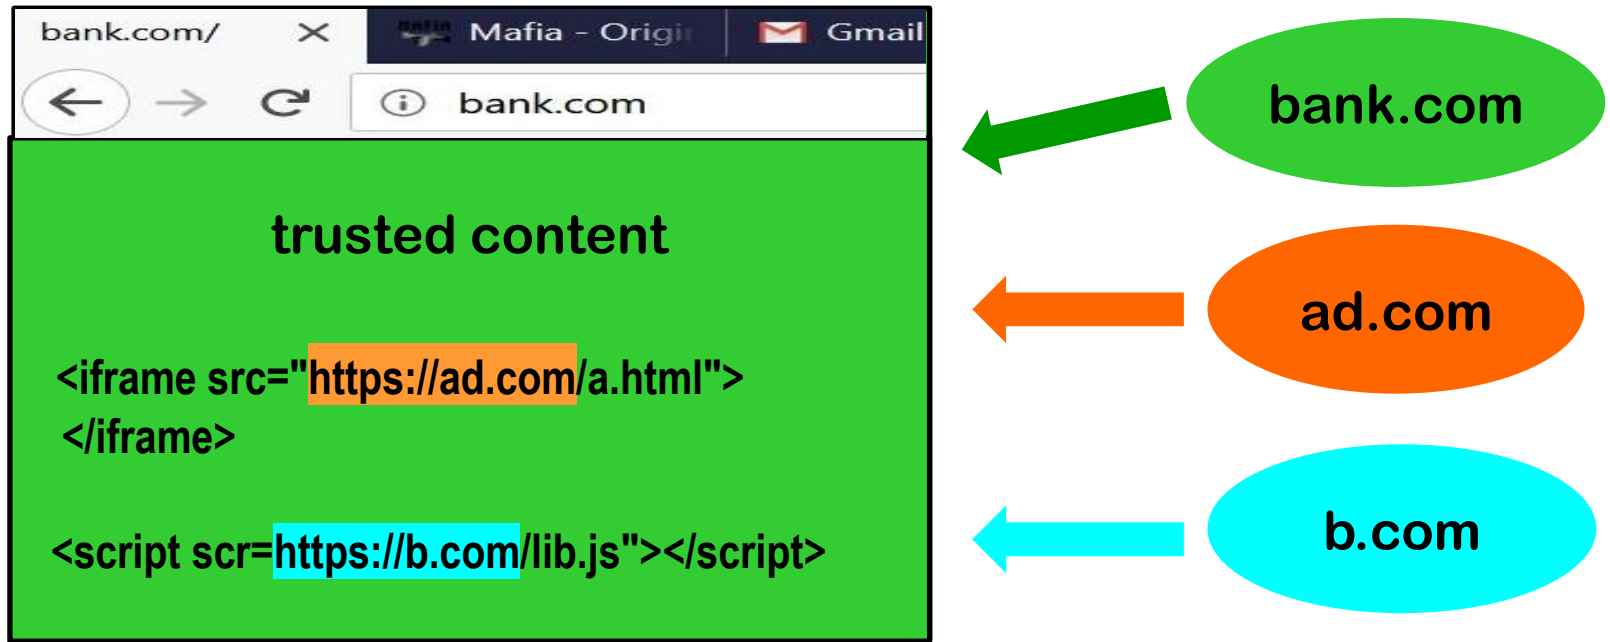 bank.com/
Mafia - Origi
Gmail
bank.com
trusted content
<iframe src="https://ad.com/a.html">
</iframe>
<script scr=https://b.com/lib.js"></script>
bank.com
ad.com
b.com